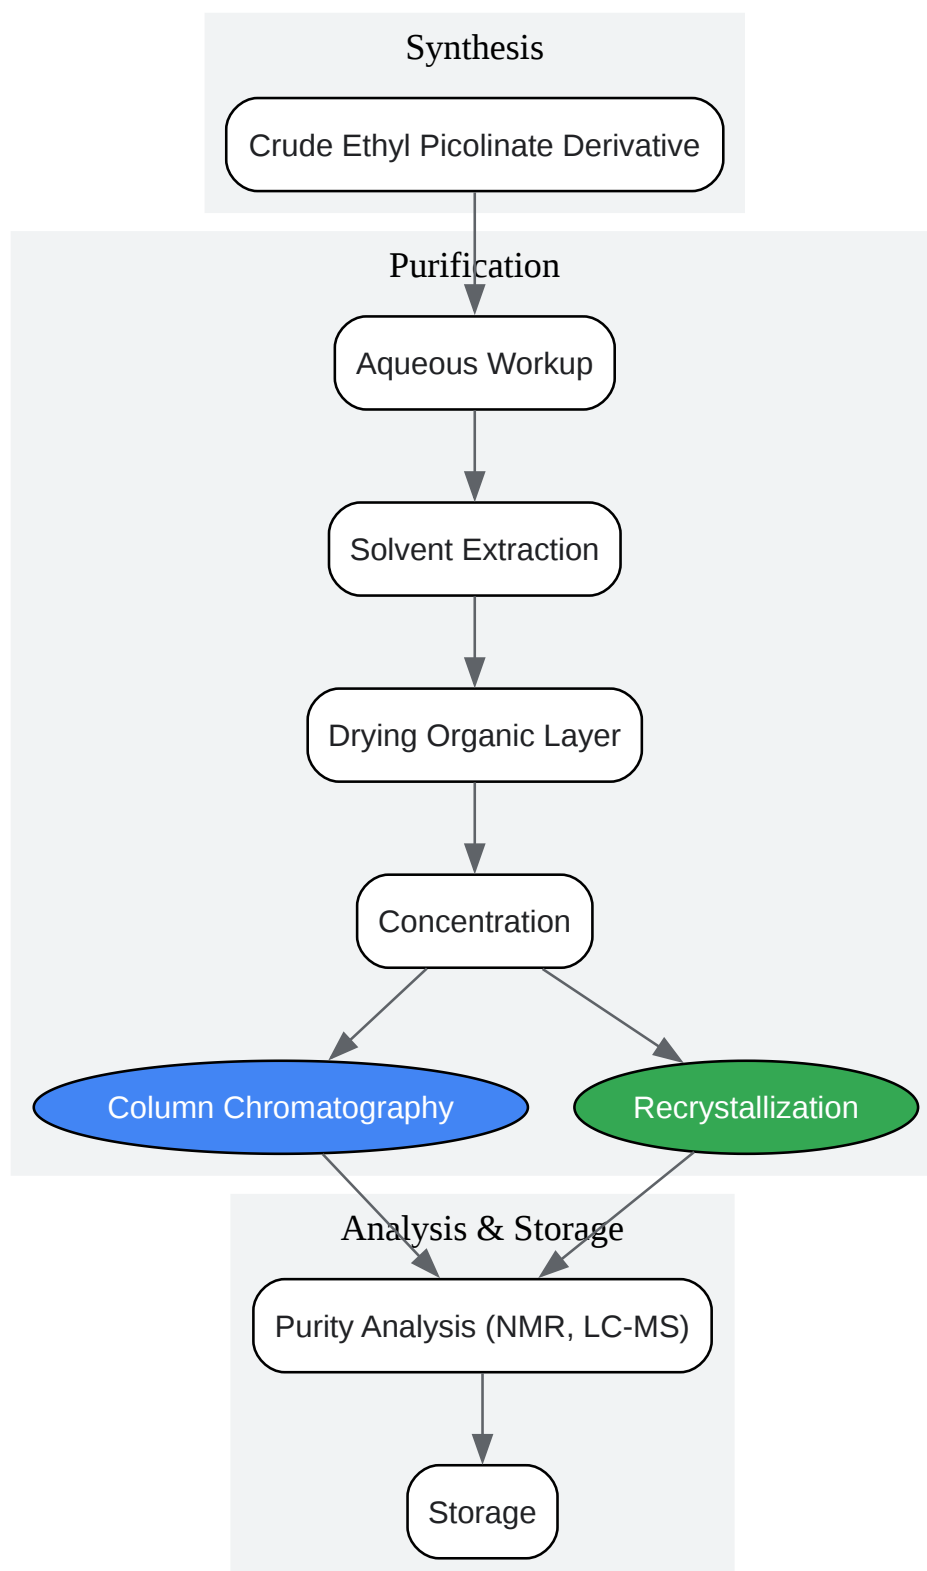 Synthesis
Crude Ethyl Picolinate Derivative
Purification
Aqueous Workup
Solvent Extraction
Drying Organic Layer
Concentration
Column Chromatography
Recrystallization
Analysis & Storage
Purity Analysis (NMR, LC-MS)
Storage